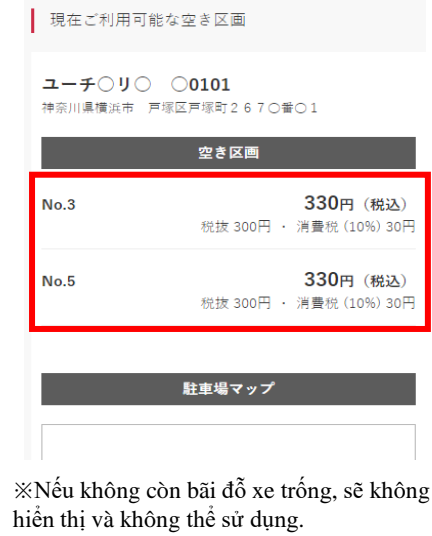 現在ご利用可能な空き区画
ユーチ○リ○ ○0101
神奈川県横浜市 戸塚区戸塚町267○番○1
空き区画
No.3 330円（税込）
税抜 300円 ・ 消費税（10%）30円
No.5 330円（税込）
税抜 300円 ・ 消費税（10%）30円
駐車場マップ
※Nếu không còn bãi đỗ xe trống, sẽ không
hiển thị và không thể sử dụng.